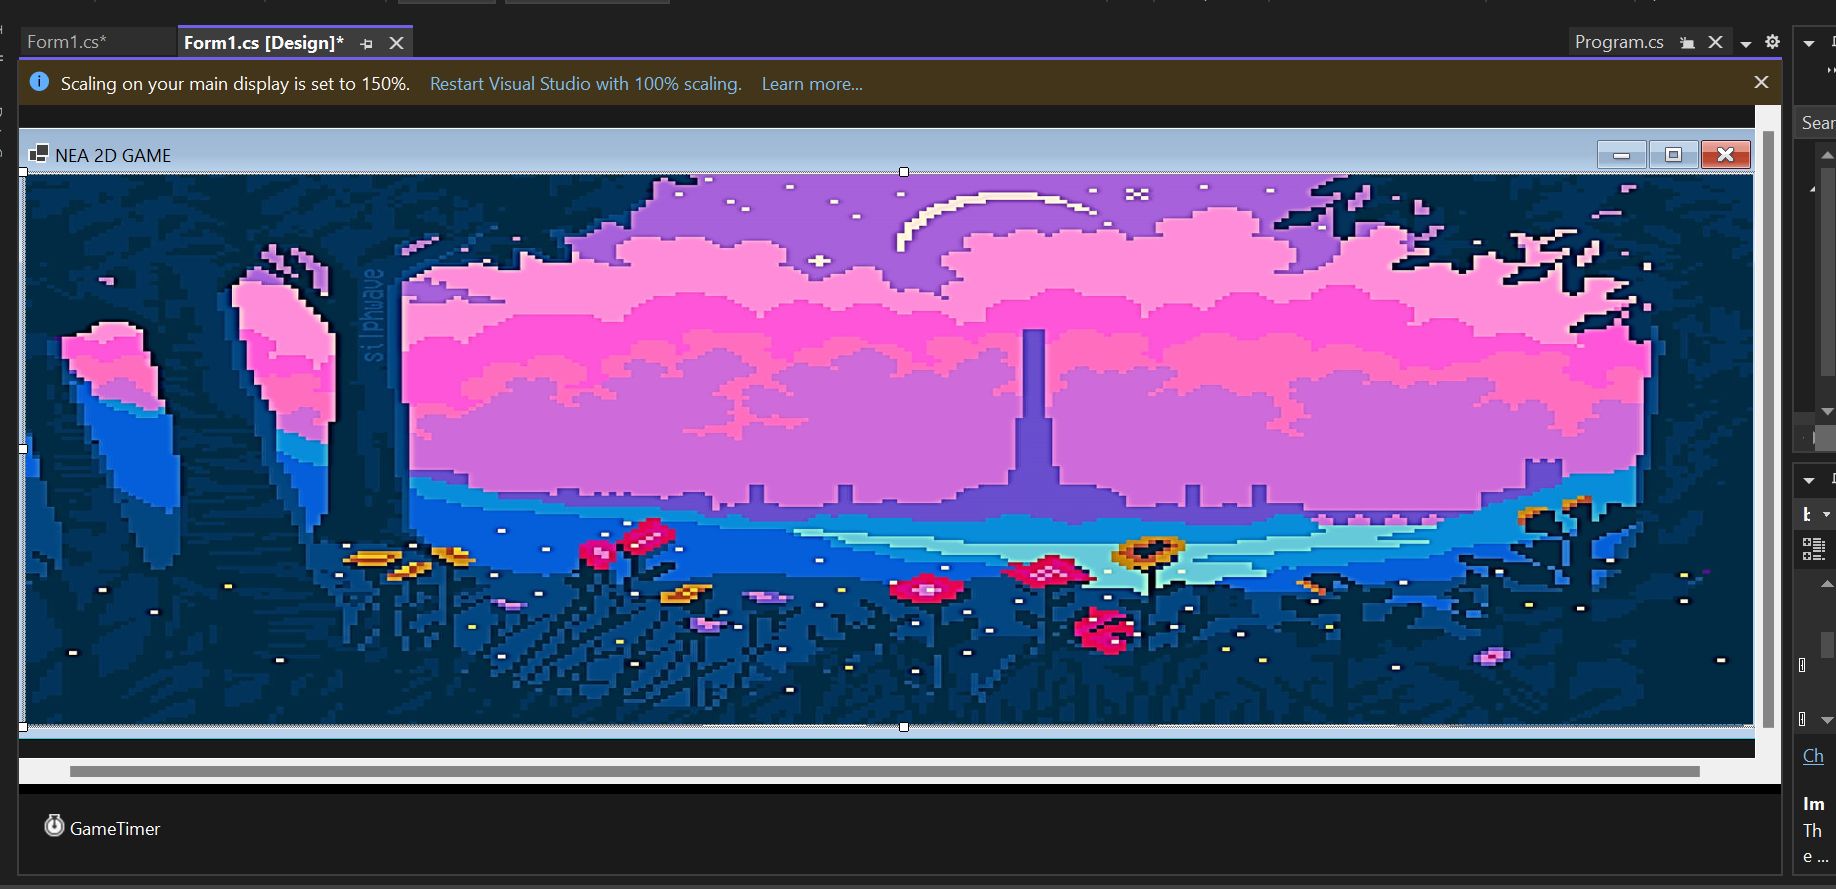 Form1.cs*
Form1.cs [Design]*
Program.cs
Scaling on your main display is set to 150%. Restart Visual Studio with 100% scaling. Learn more...
Sear
NEA 2D GAME
silphwave
b
Ch
GameTimer
Im
Th
e ...